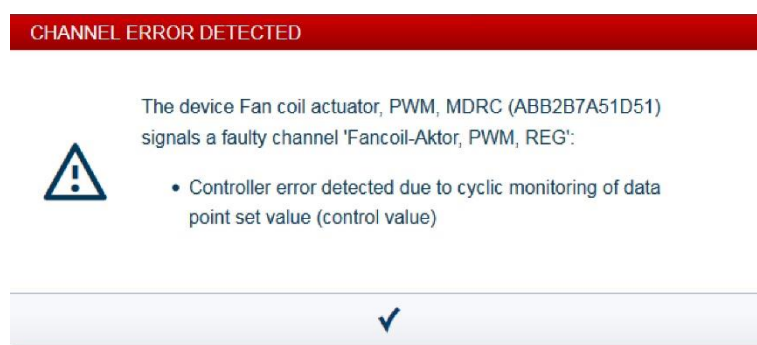 CHANNEL ERROR DETECTED
The device Fan coil actuator, PWM, MDRC (ABB2B7A51D51)
signals a faulty channel 'Fancoil-Aktor, PWM, REG':
• Controller error detected due to cyclic monitoring of data
point set value (control value)